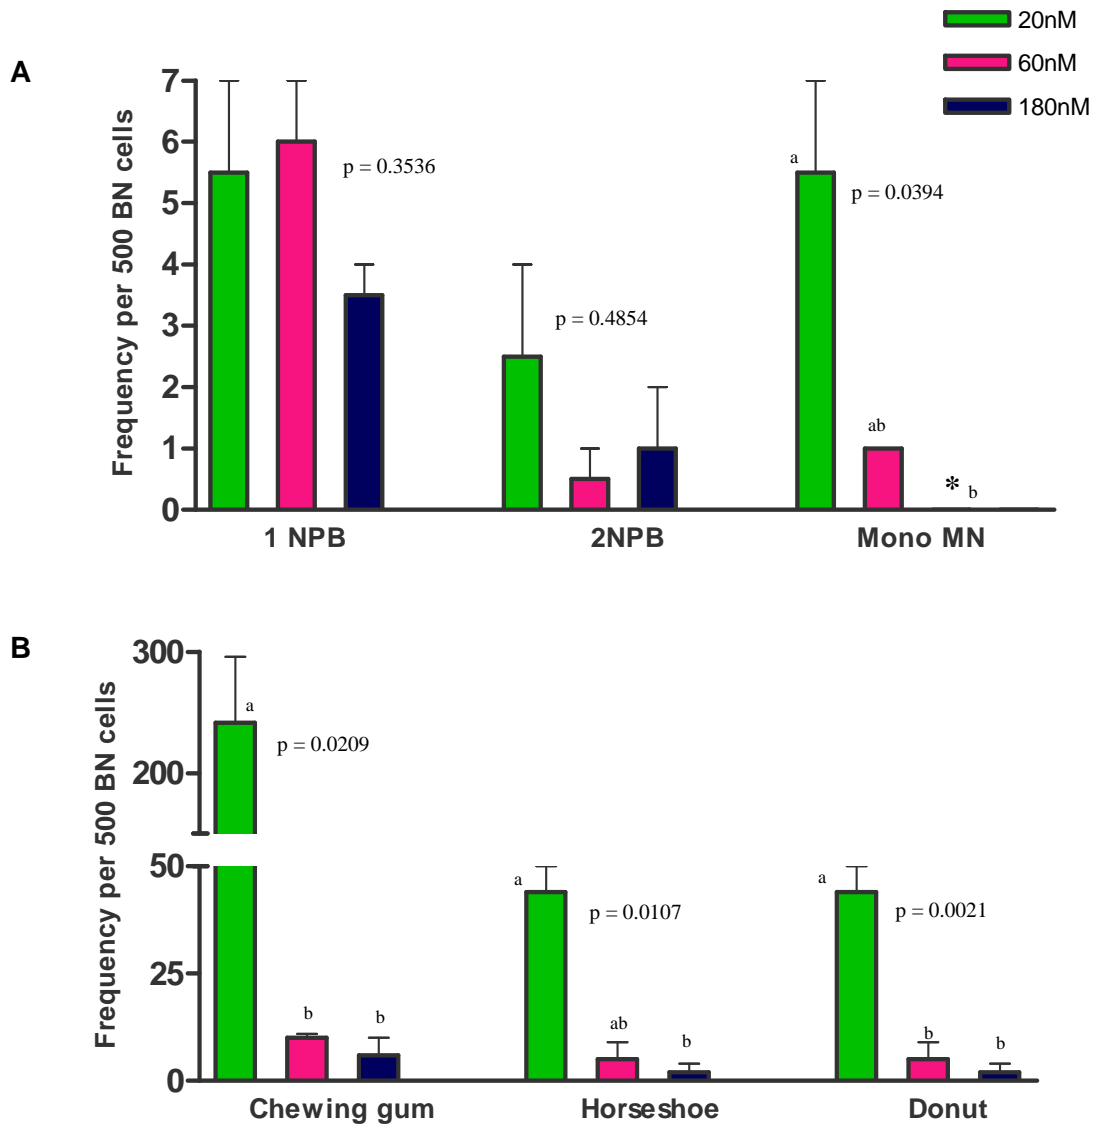 20nM
60nM
180nM
A
Frequency per 500 BN cells
7
6
5
4
3
2
1
0
p = 0.3536
p = 0.4854
a
p = 0.0394
ab
*
b
1 NPB
2NPB
Mono MN
B
Frequency per 500 BN cells
300
200
50
25
0
a
p = 0.0209
b
b
a
p = 0.0107
ab
b
a
p = 0.0021
b
b
Chewing gum
Horseshoe
Donut